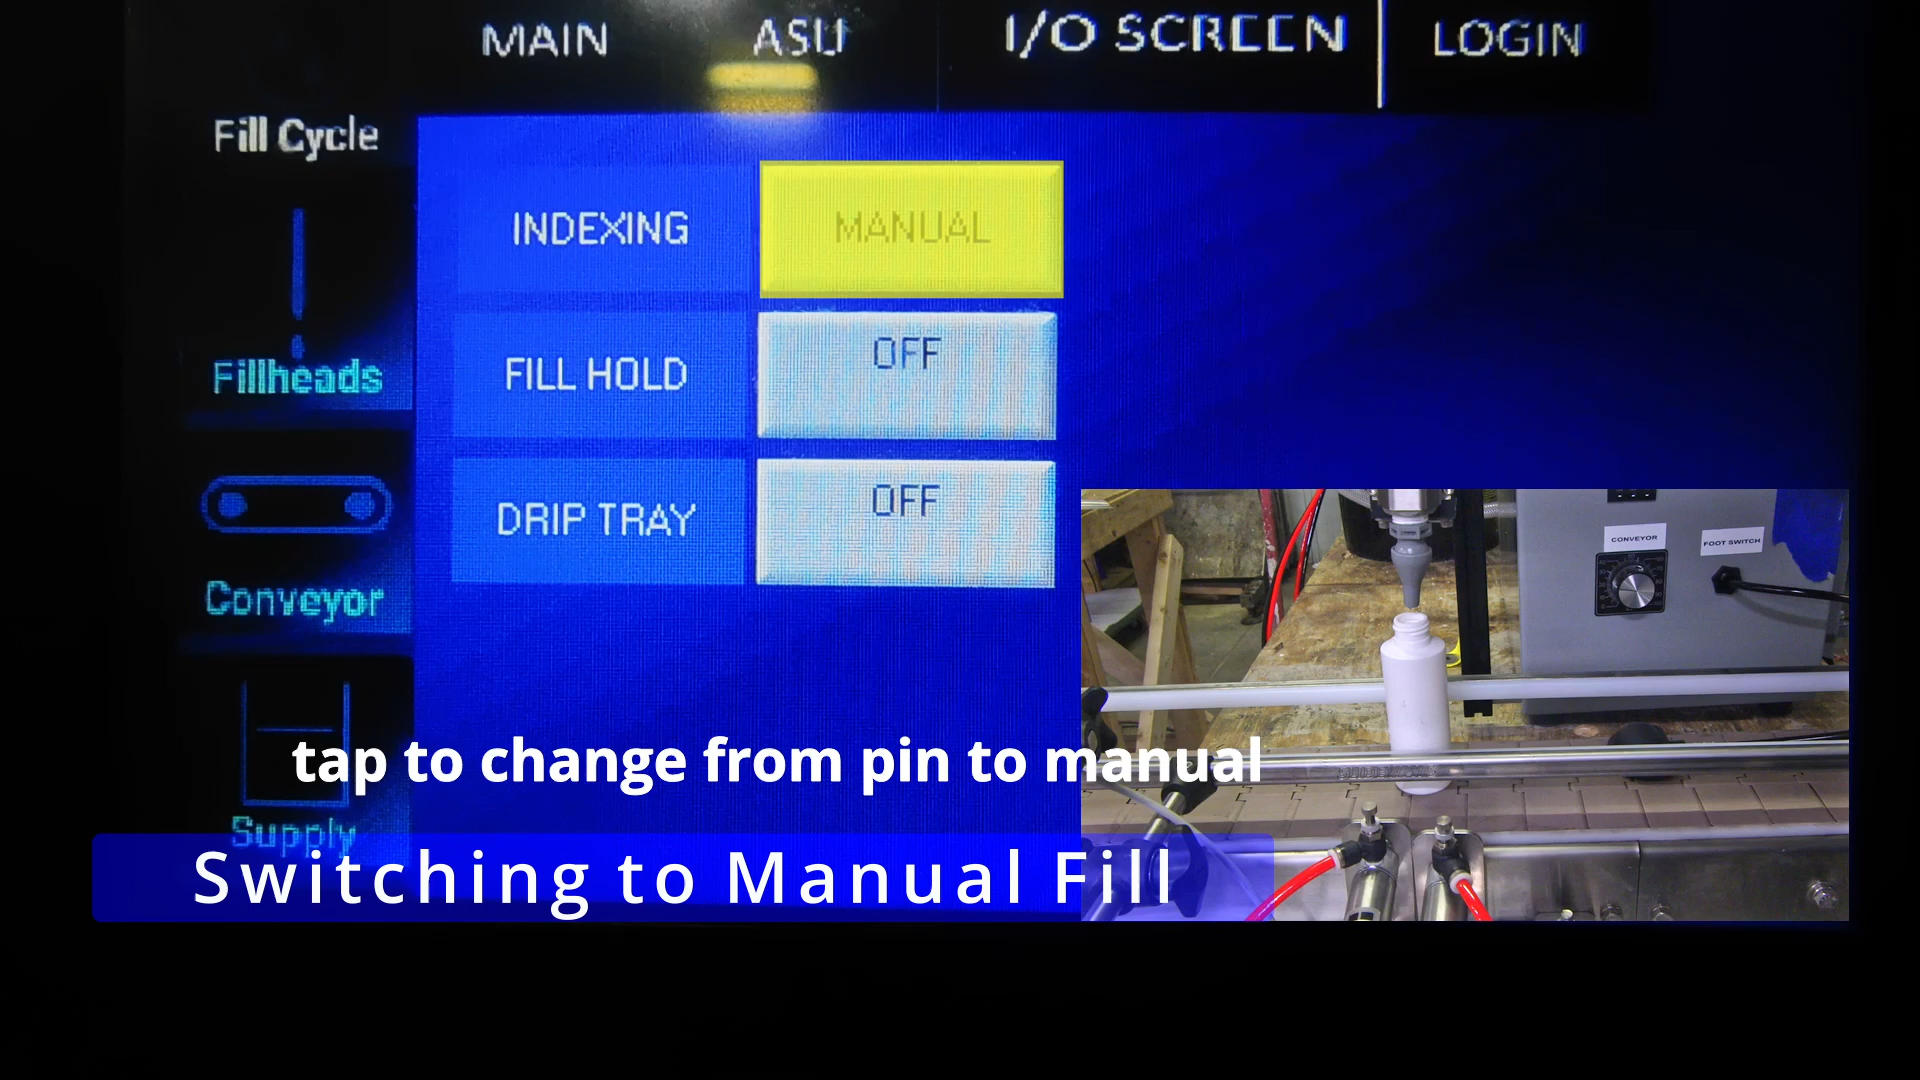 MAIN ASU I/O SCREEN LOGIN
Fill Cycle
INDEXING MANUAL
FILL HOLD OFF
Fillheads
DRIP TRAY OFF
CONVEYOR
FOOT SWITCH
Conveyor
tap to change from pin to manual
Supply
Switching to Manual Fill